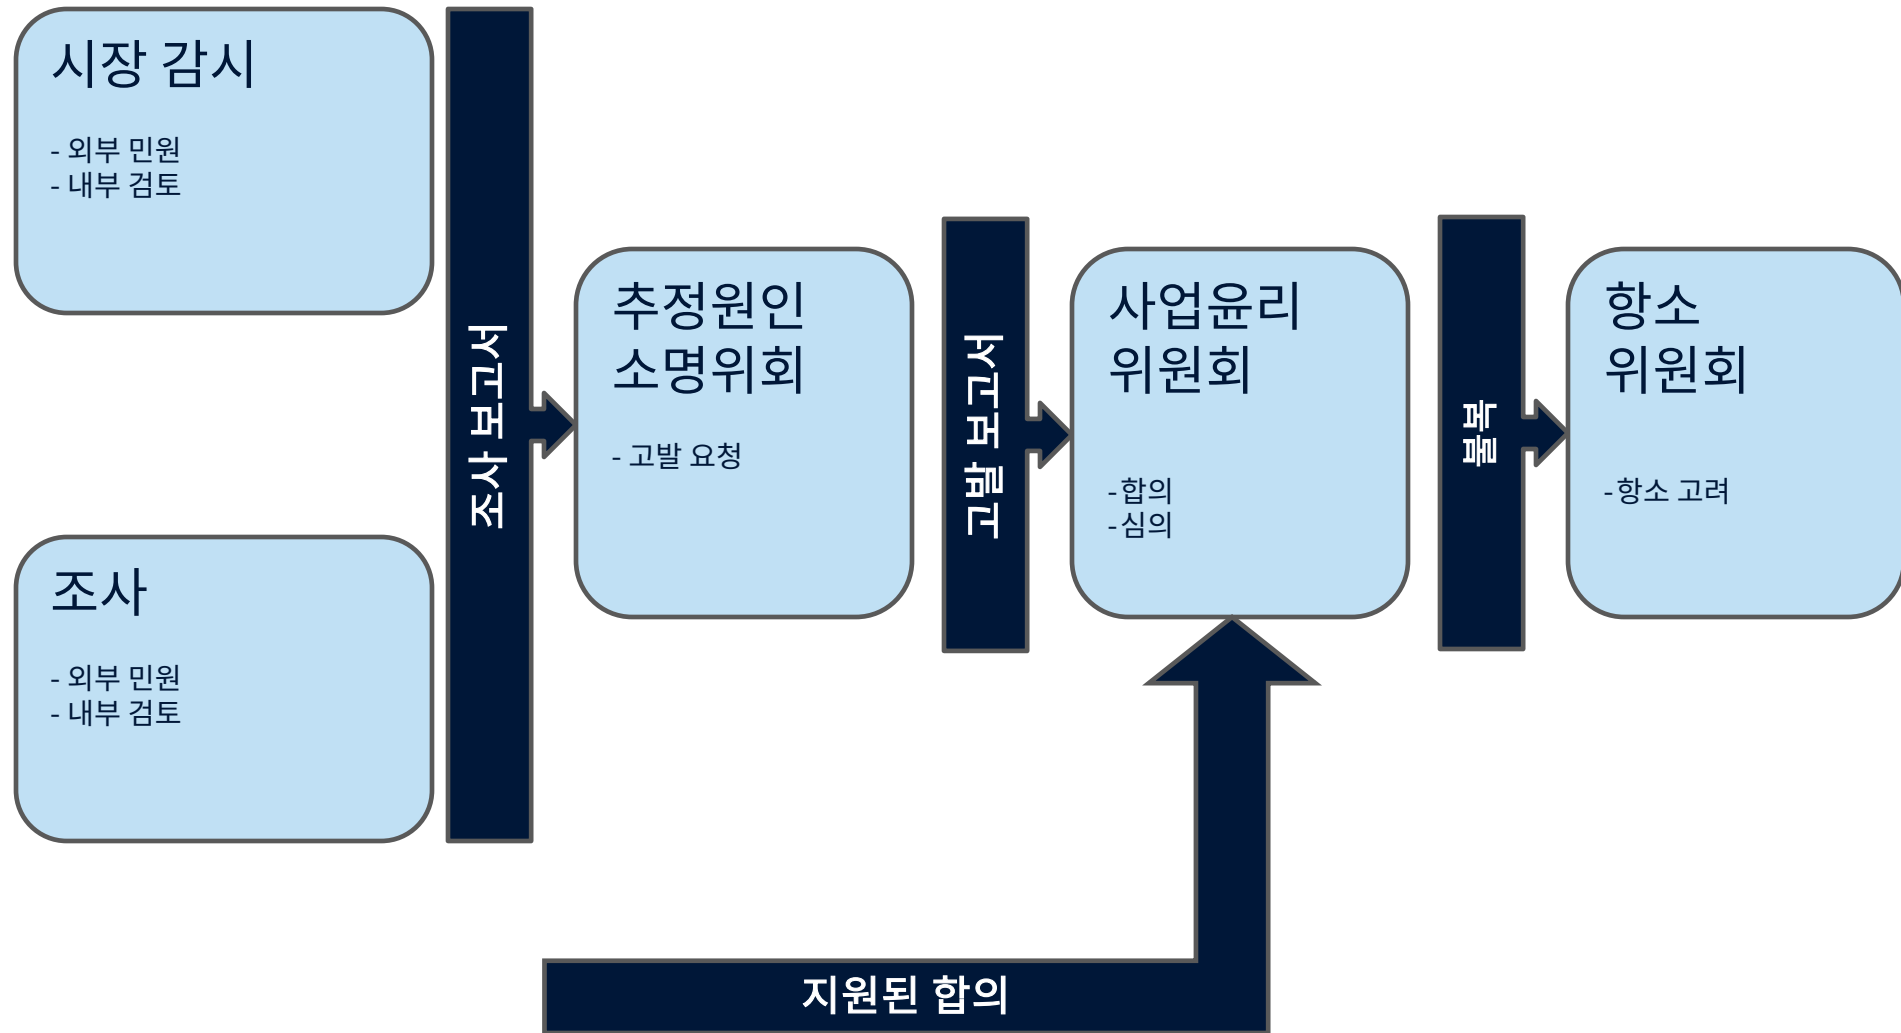 시장 감시
- 외부 민원
- 내부 검토
조사
- 외부 민원
- 내부 검토
조사 보고서
추정원인
소명위회
- 고발 요청
고발 보고서
사업윤리
위원회
-합의
-심의
불복
항소
위원회
-항소 고려
지원된 합의